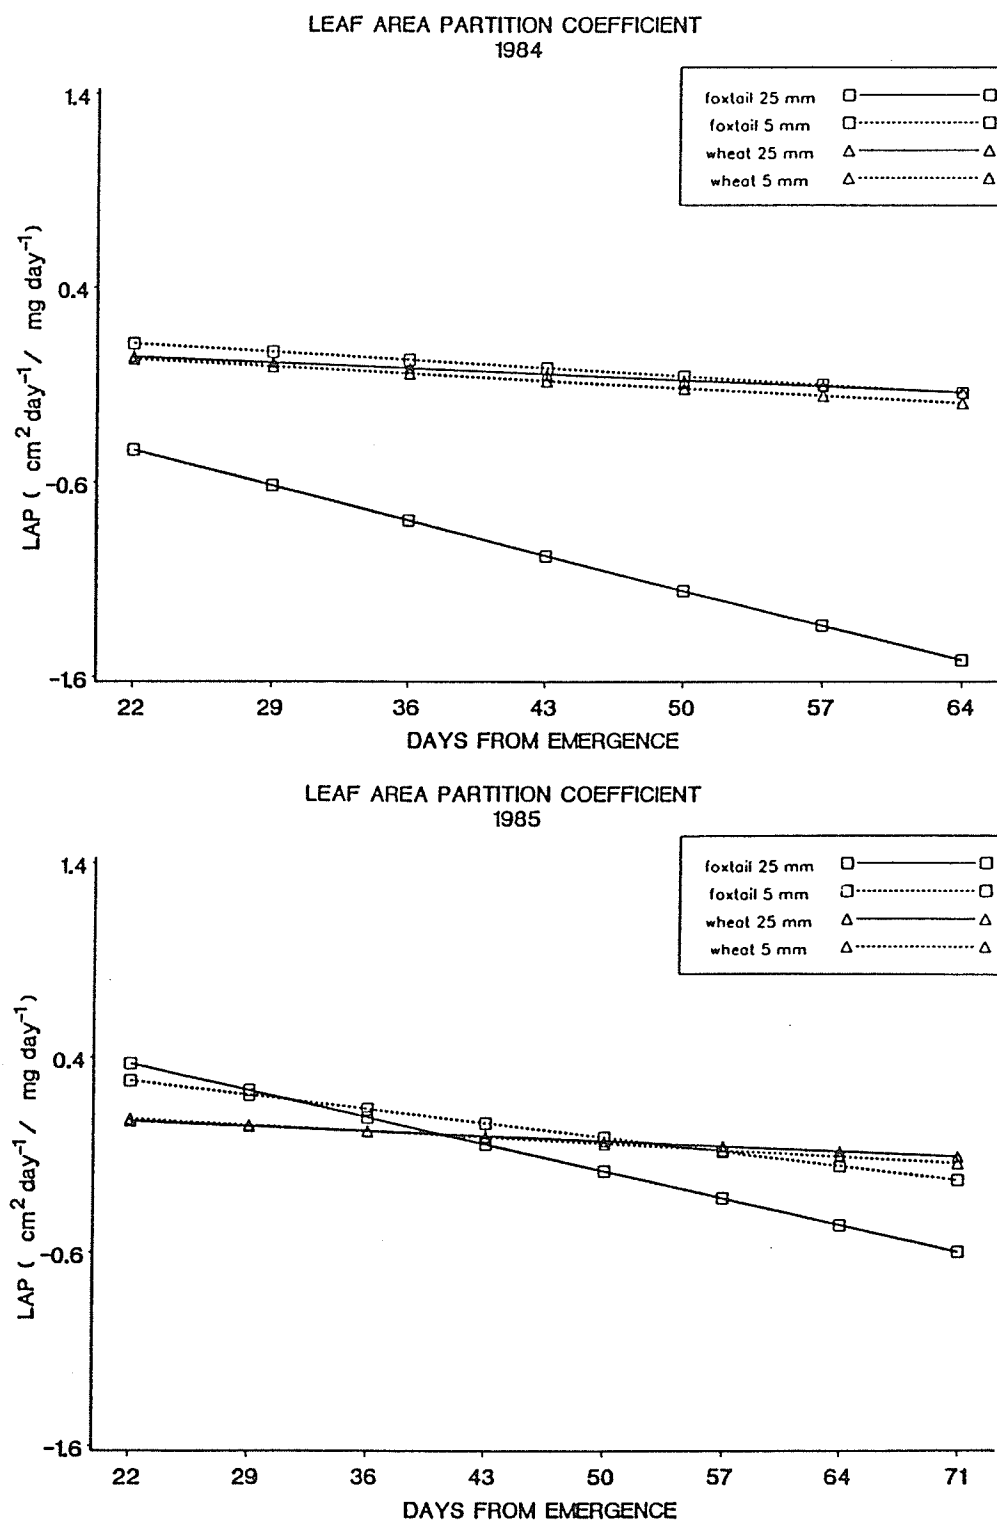 LEAF AREA PARTITION COEFFICIENT
1984
foxtail 25 mm
foxtail 5 mm
wheat 25 mm
wheat 5 mm
1.4
0.4
-0.6
-1.6
LAP ( cm² day⁻¹ / mg day⁻¹)
22 29 36 43 50 57 64
DAYS FROM EMERGENCE
LEAF AREA PARTITION COEFFICIENT
1985
foxtail 25 mm
foxtail 5 mm
wheat 25 mm
wheat 5 mm
1.4
0.4
-0.6
-1.6
LAP ( cm² day⁻¹ / mg day⁻¹)
22 29 36 43 50 57 64 71
DAYS FROM EMERGENCE